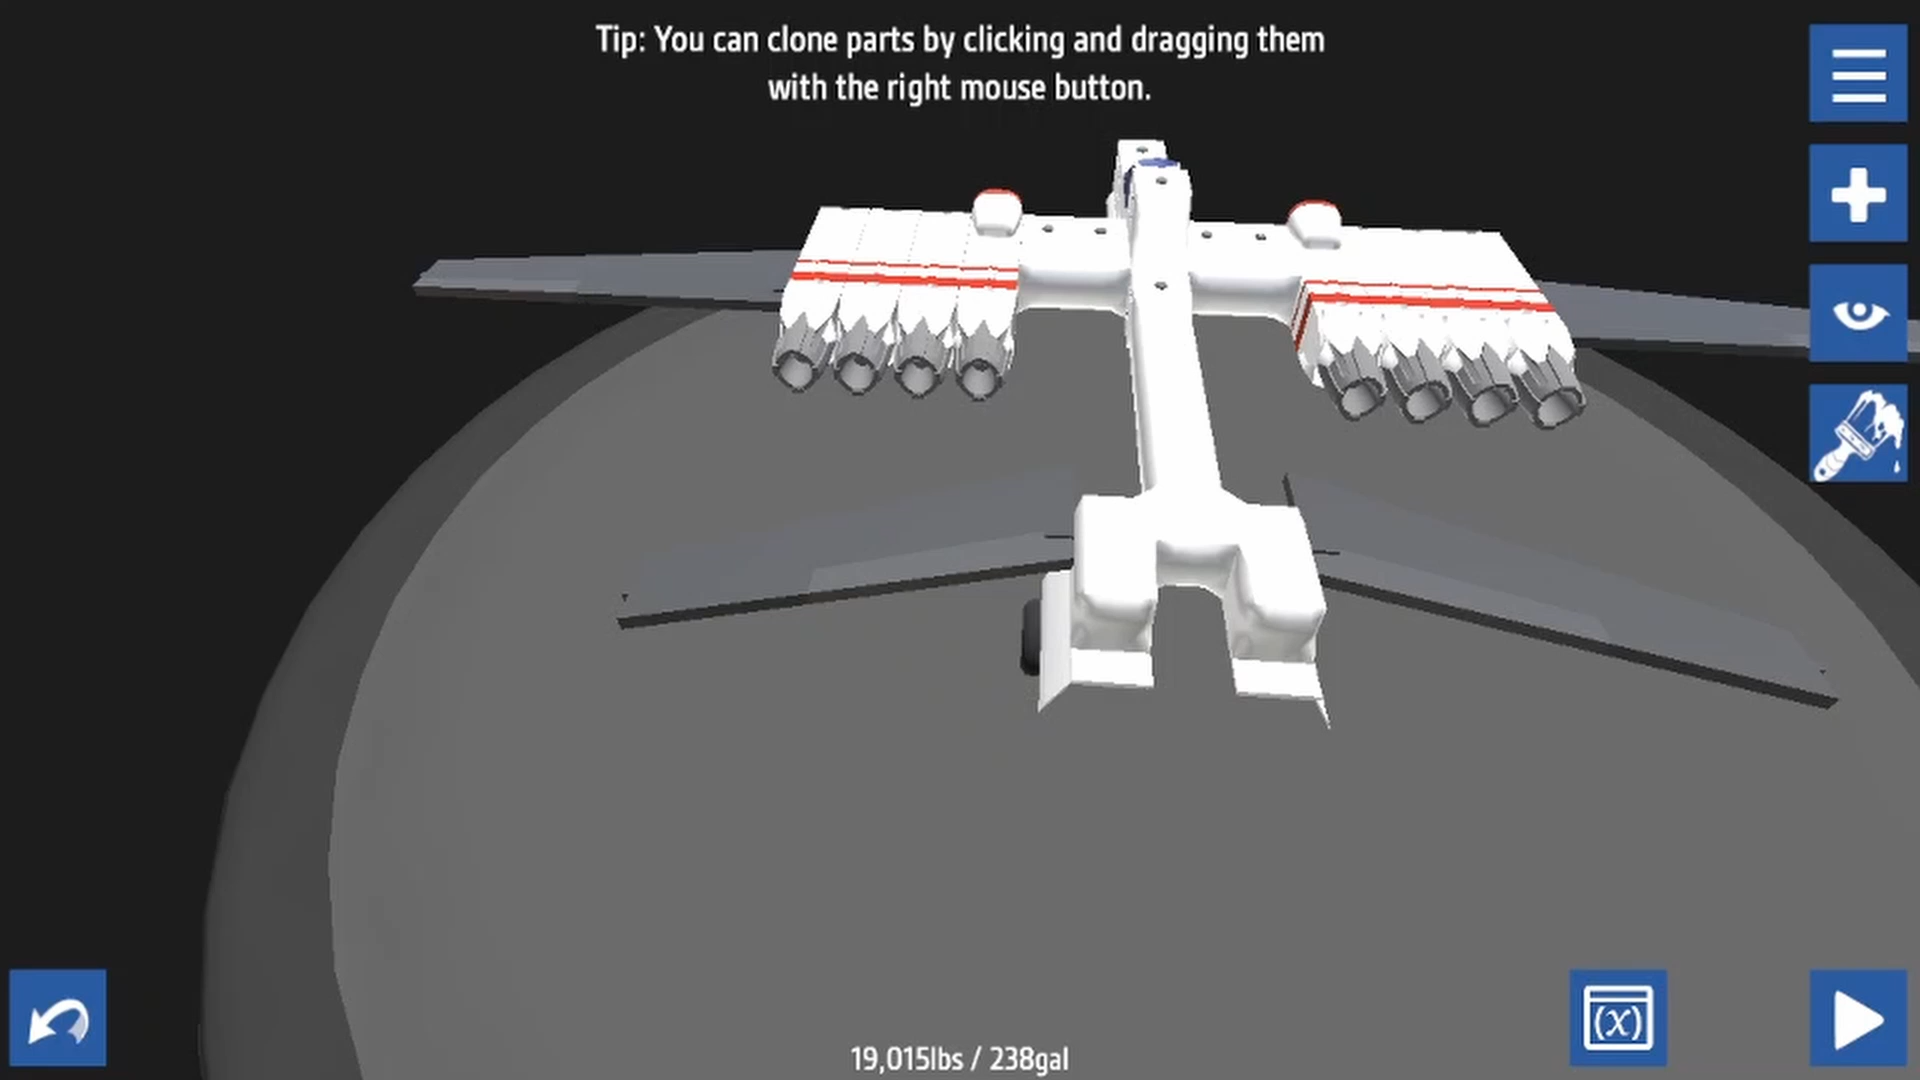 Tip: You can clone parts by clicking and dragging them
with the right mouse button.
(x)
19,015lbs / 238gal